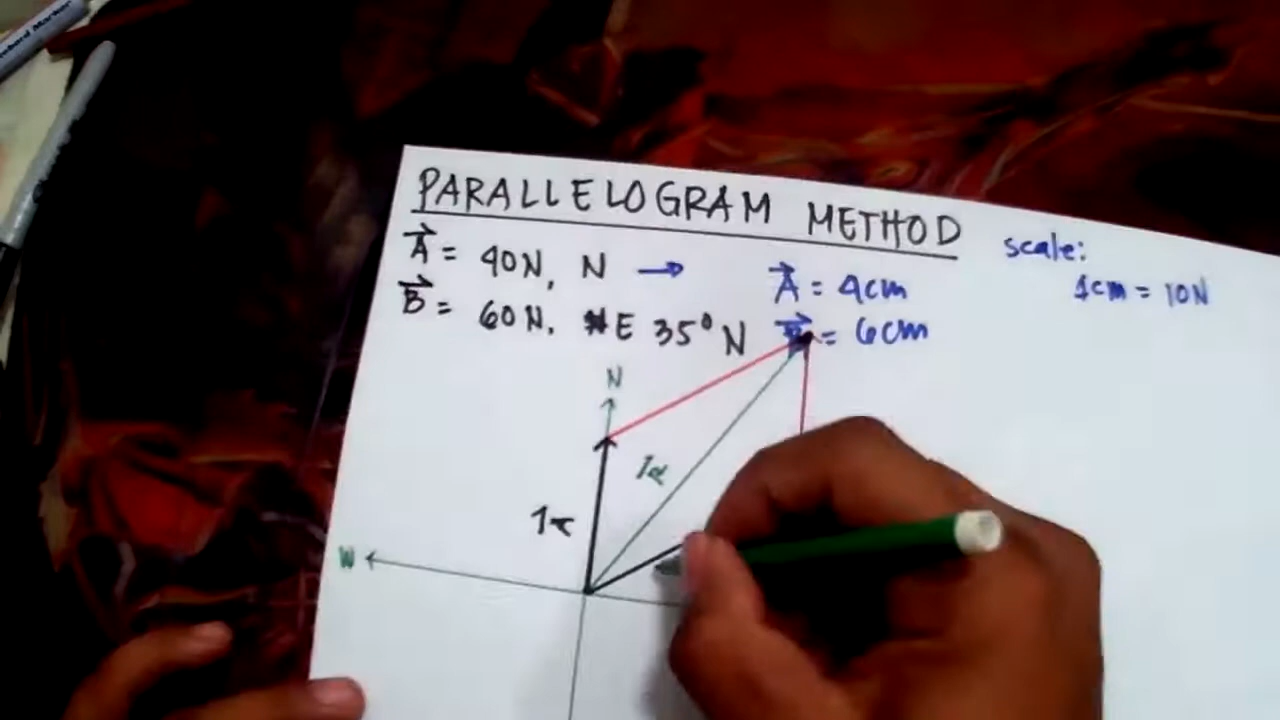 PARALLELOGRAM METHOD
scale:
1cm = 10N
A = 40N, N → A = 4cm
B = 60N, E 35° N B = 6cm
N
W